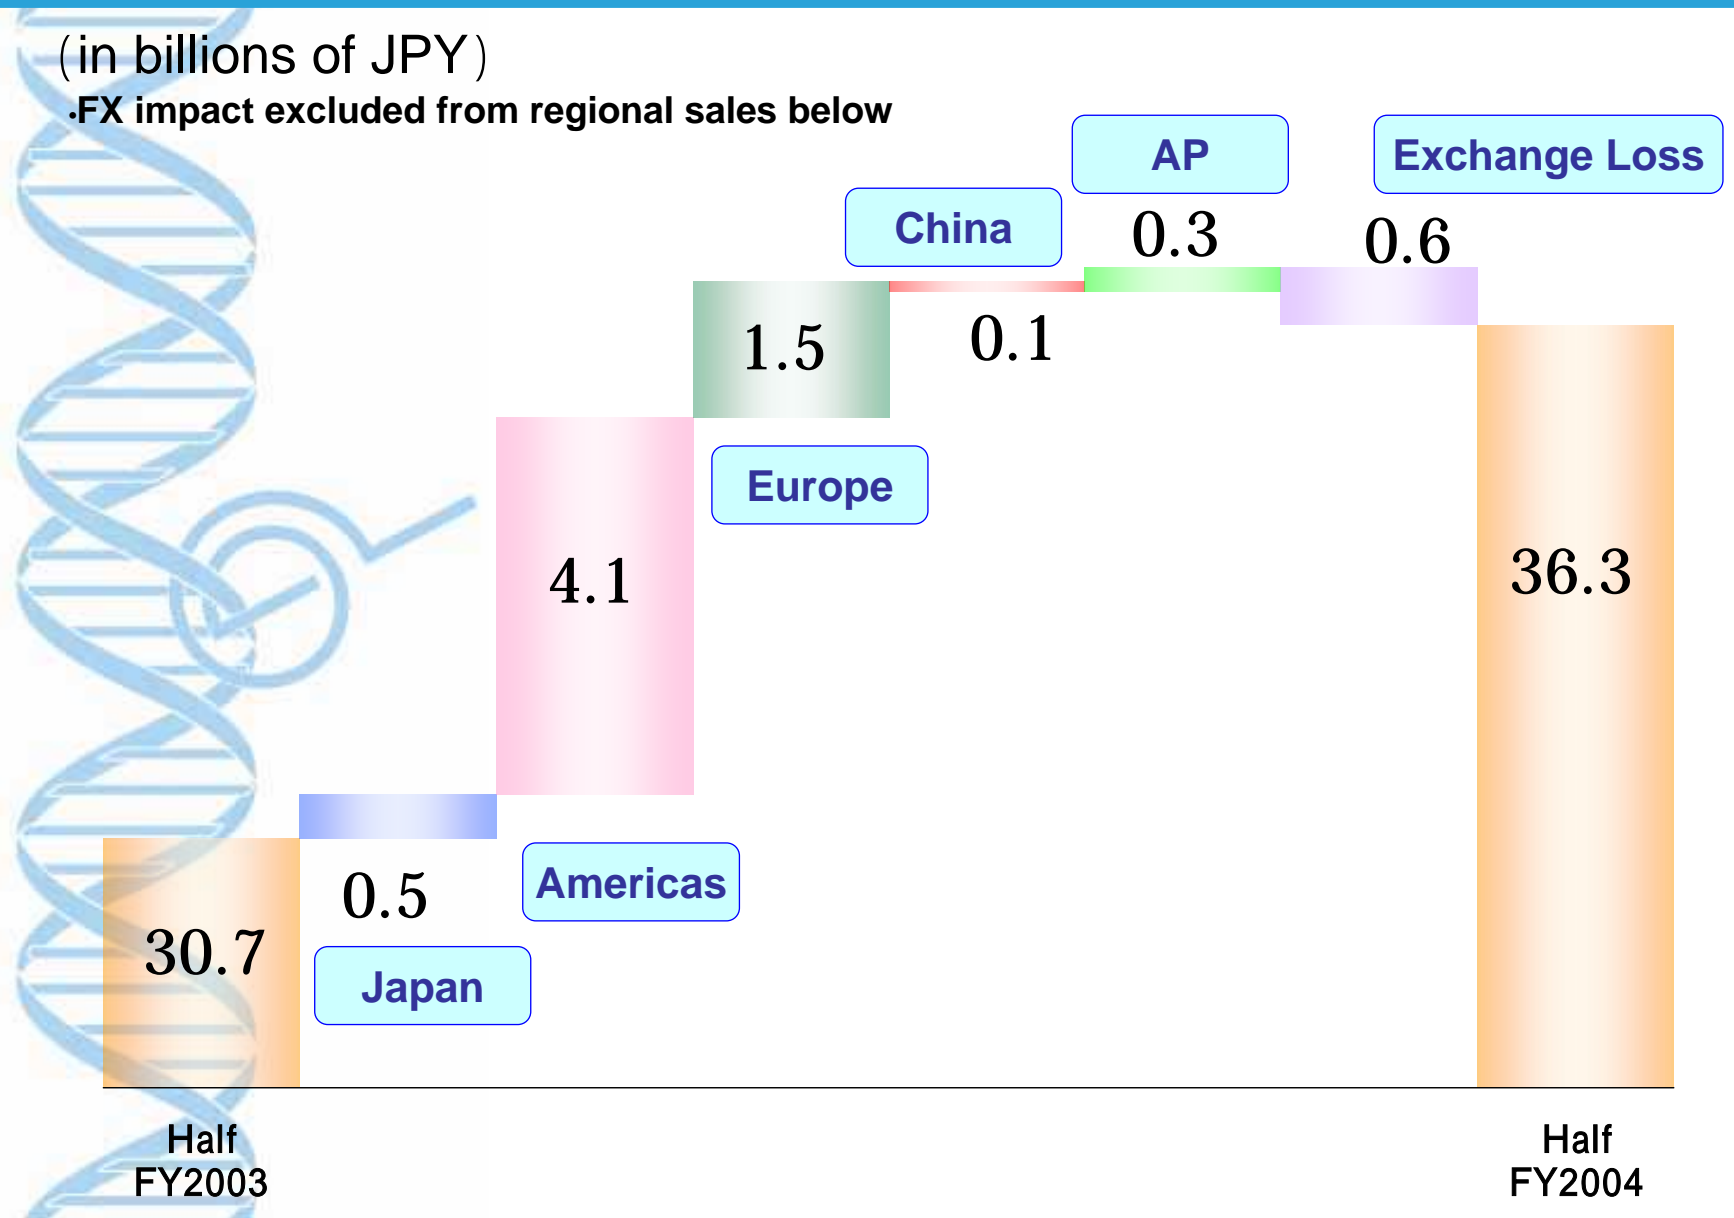 (in billions of JPY)
·FX impact excluded from regional sales below
AP
Exchange Loss
China
0.3
0.6
1.5
0.1
Europe
4.1
36.3
Americas
0.5
30.7
Japan
Half
FY2003
Half
FY2004